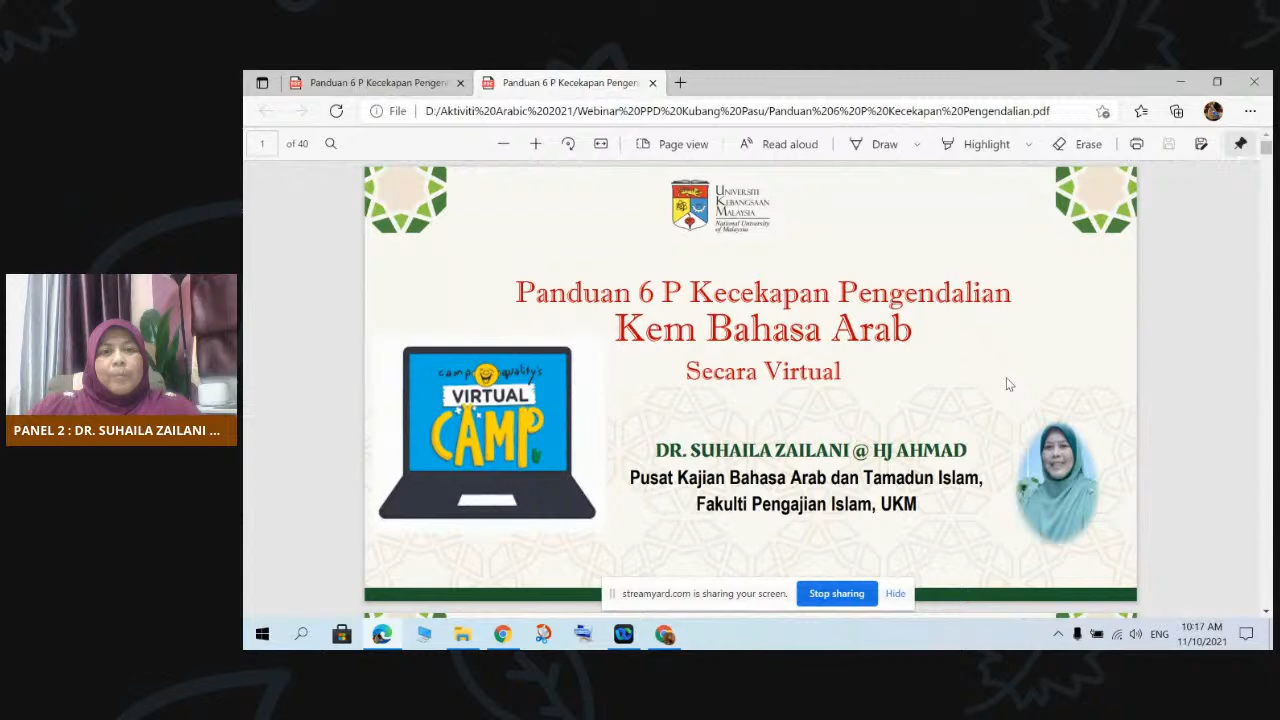 Panduan 6 P Kecekapan Pengen
Panduan 6 P Kecekapan Pengen
File
D:/Aktiviti%20Arabic%202021/Webinar%20PPD%20Kubang%20Pasu/Panduan%206%20P%20Kecekapan%20Pengendalian.pdf
1 of 40
Page view
Read aloud
Draw
Highlight
Erase
UNIVERSITI
KEBANGSAAN
MALAYSIA
National University
of Malaysia
Panduan 6 P Kecekapan Pengendalian
Kem Bahasa Arab
Secara Virtual
camp quality's
VIRTUAL
CAMP
DR. SUHAILA ZAILANI @ HJ AHMAD
Pusat Kajian Bahasa Arab dan Tamadun Islam,
Fakulti Pengajian Islam, UKM
PANEL 2 : DR. SUHAILA ZAILANI ...
streamyard.com is sharing your screen.
Stop sharing
Hide
ENG
10:17 AM
11/10/2021